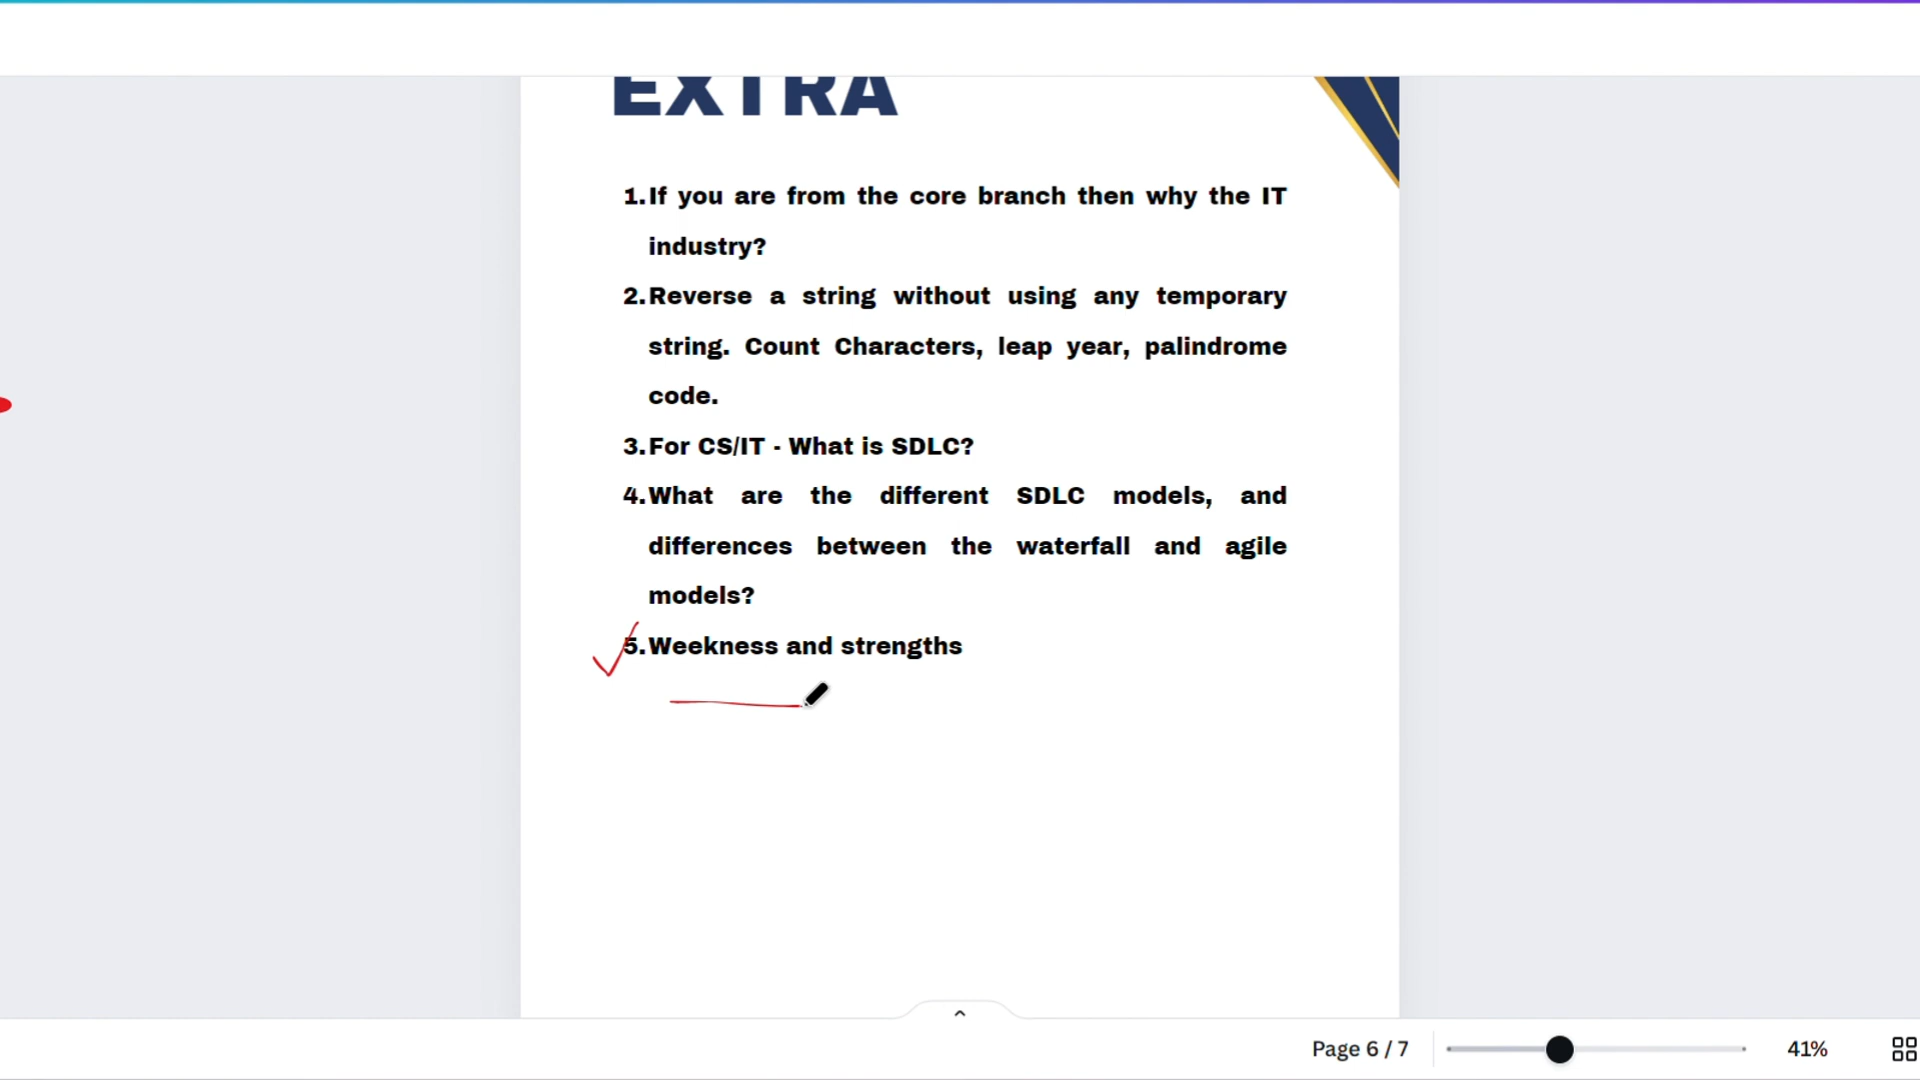 EXTRA
1. If you are from the core branch then why the IT
industry?
2. Reverse a string without using any temporary
string. Count Characters, leap year, palindrome
code.
3. For CS/IT - What is SDLC?
4. What are the different SDLC models, and
differences between the waterfall and agile
models?
5. Weekness and strengths
Page 6 / 7
41%